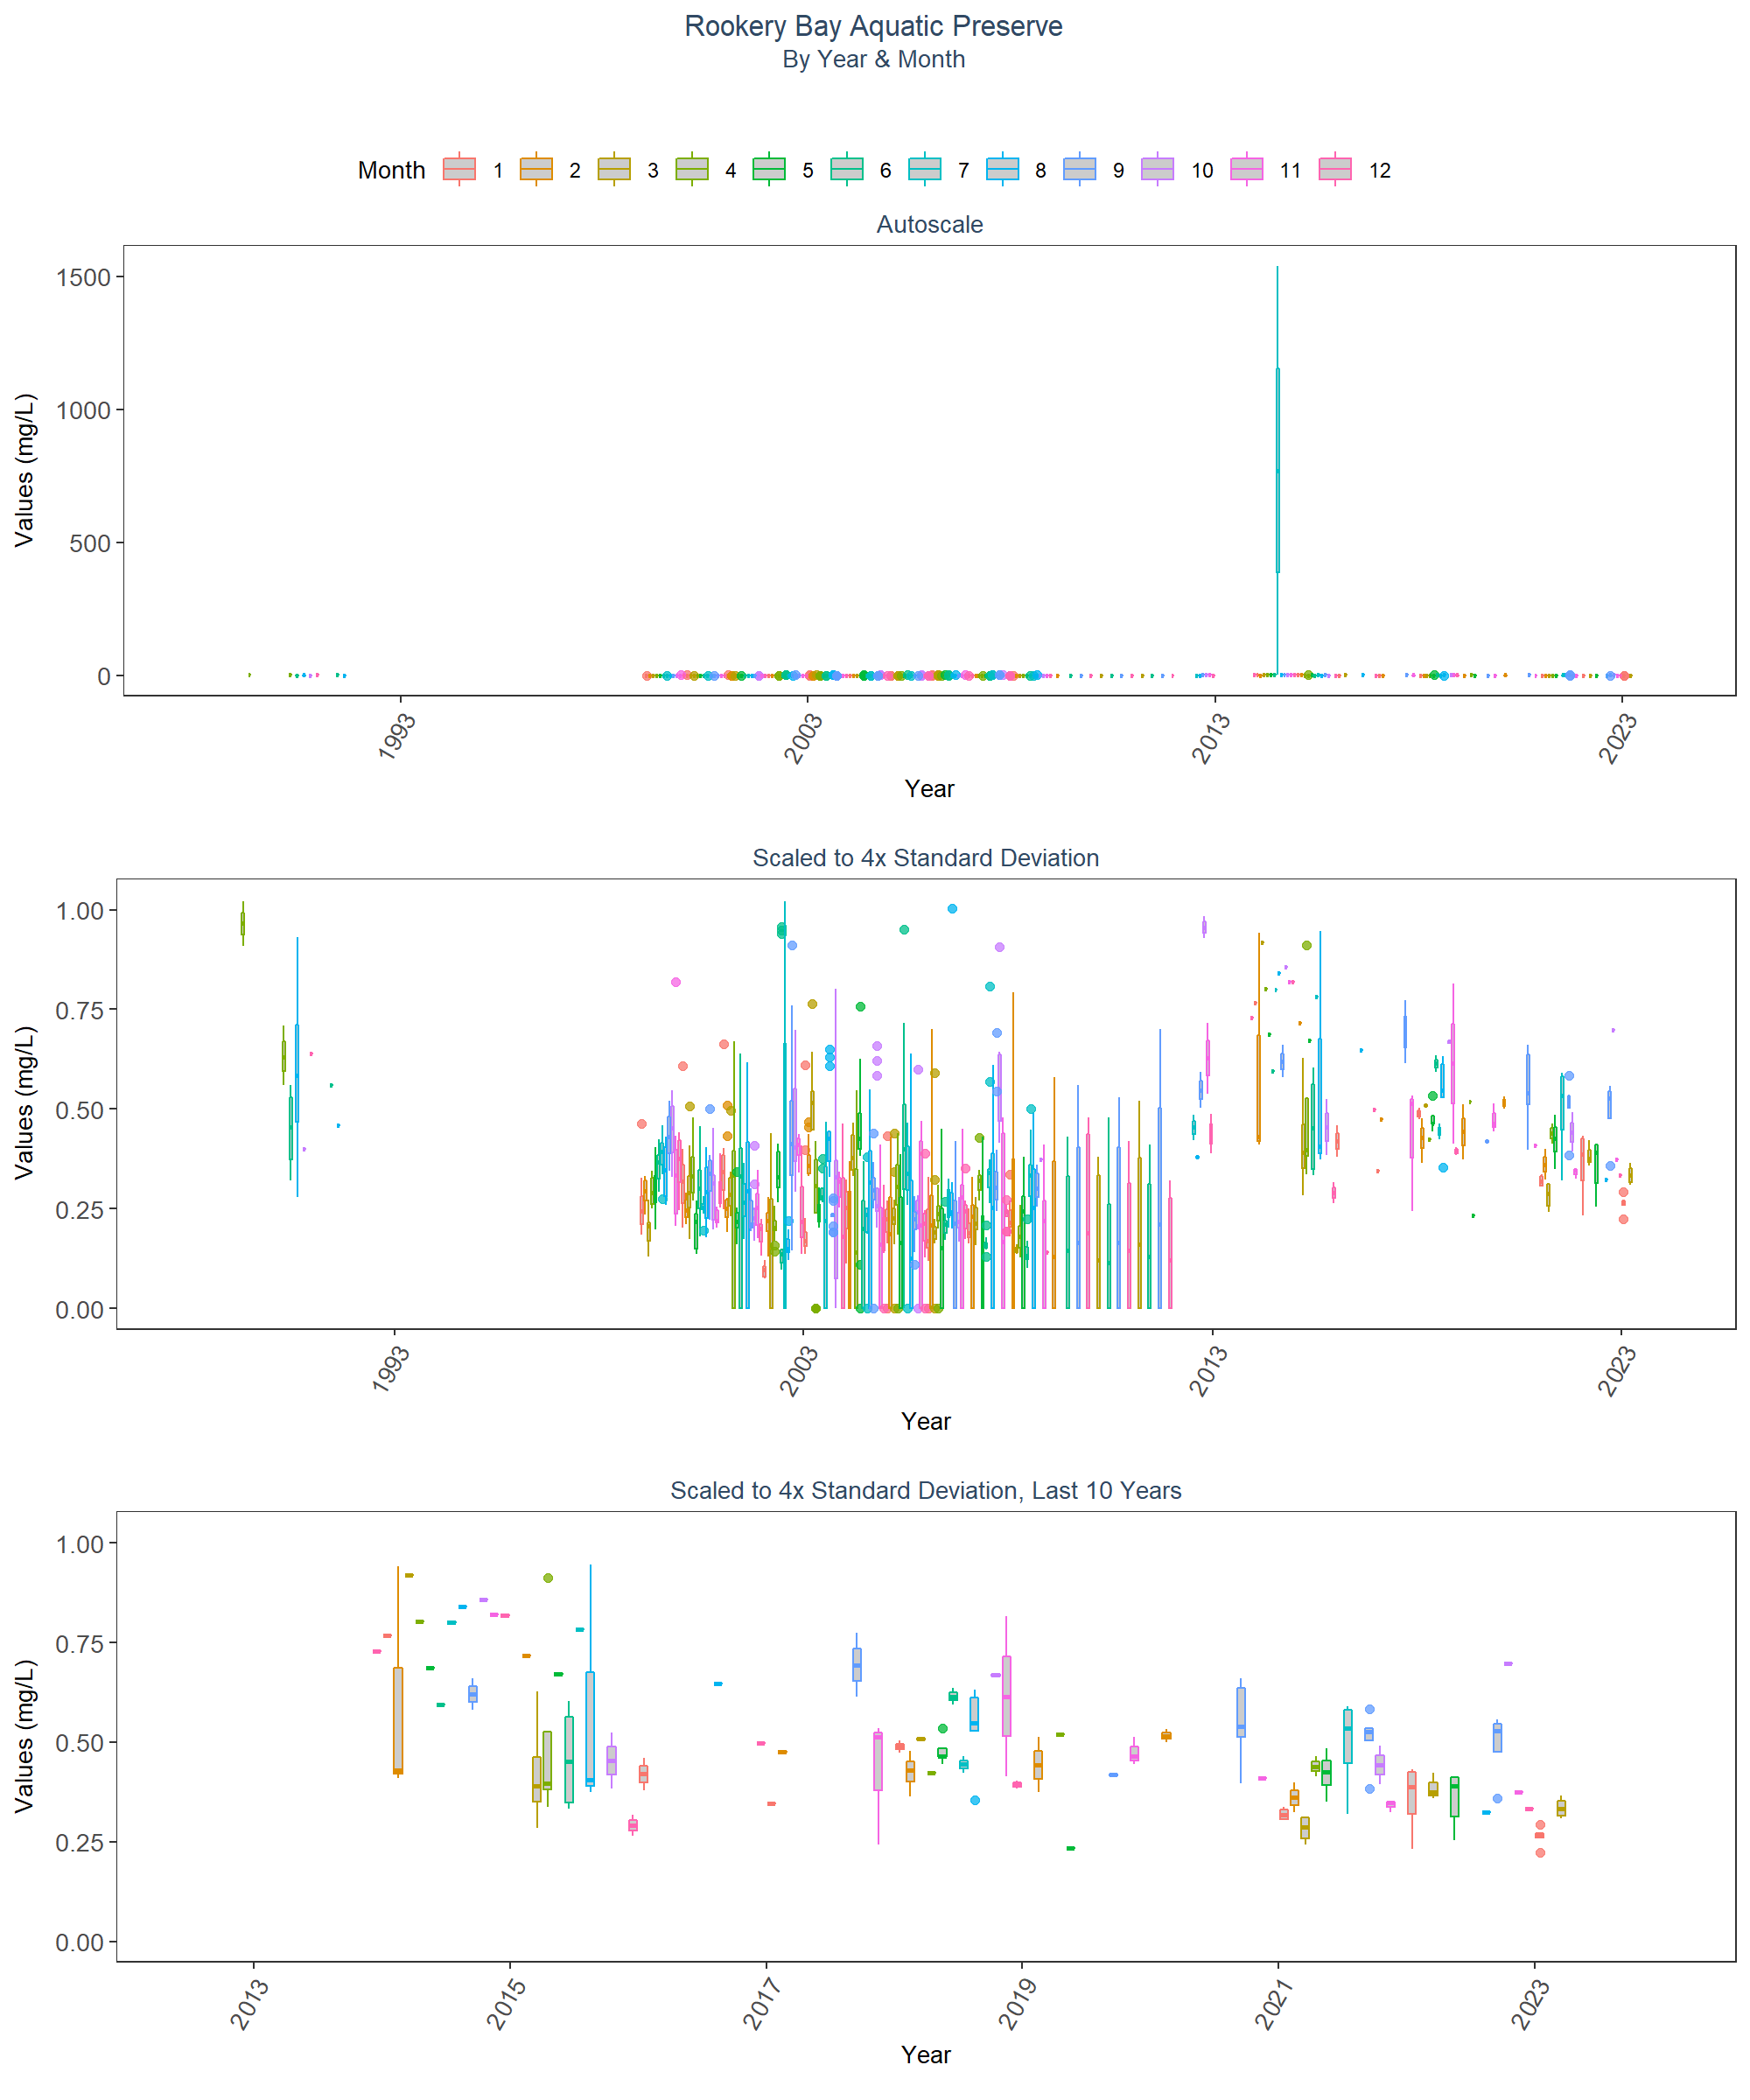 Rookery Bay Aquatic Preserve
By Year & Month
Month 1 2 3 4 5 6 7 8 9 10 11 12
Autoscale
Values (mg/L)
1500
1000
500
0
1993 2003 2013 2023
Year
Scaled to 4x Standard Deviation
Values (mg/L)
1.00
0.75
0.50
0.25
0.00
1993 2003 2013 2023
Year
Scaled to 4x Standard Deviation, Last 10 Years
Values (mg/L)
1.00
0.75
0.50
0.25
0.00
2013 2015 2017 2019 2021 2023
Year